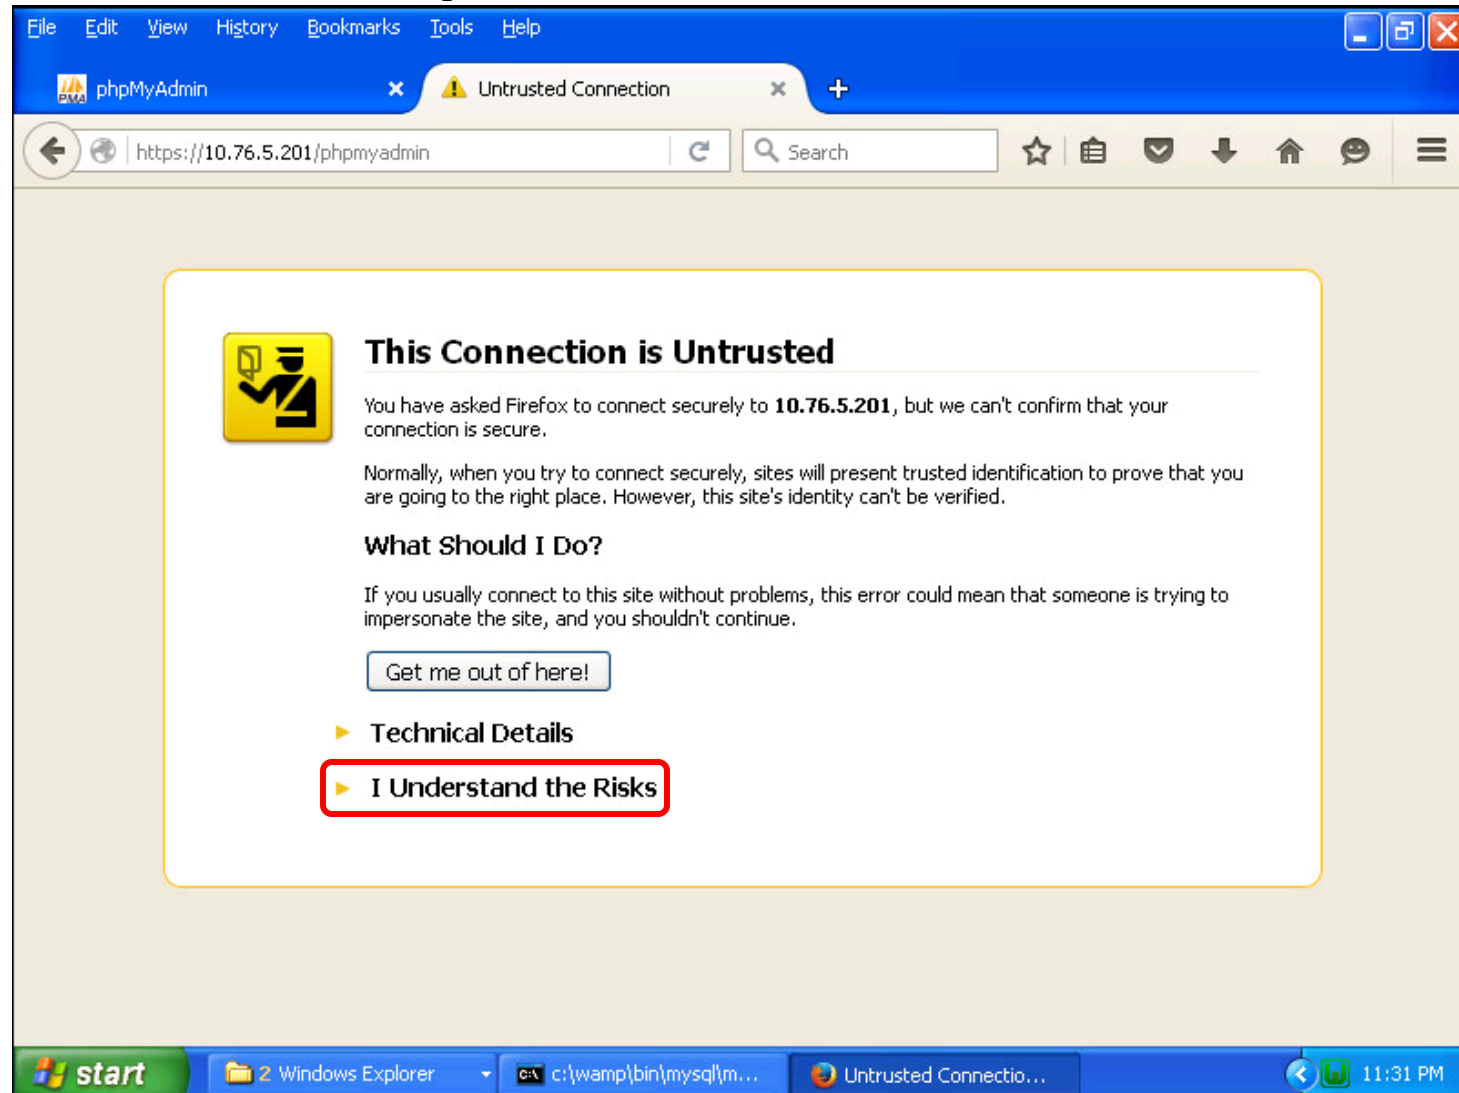 File Edit View History Bookmarks Tools Help
phpMyAdmin
Untrusted Connection
https://10.76.5.201/phpmyadmin
Search
This Connection is Untrusted
You have asked Firefox to connect securely to 10.76.5.201, but we can't confirm that your
connection is secure.
Normally, when you try to connect securely, sites will present trusted identification to prove that you
are going to the right place. However, this site's identity can't be verified.
What Should I Do?
If you usually connect to this site without problems, this error could mean that someone is trying to
impersonate the site, and you shouldn't continue.
Get me out of here!
Technical Details
I Understand the Risks
start
2 Windows Explorer
c:\wamp\bin\mysql\m...
Untrusted Connectio...
11:31 PM